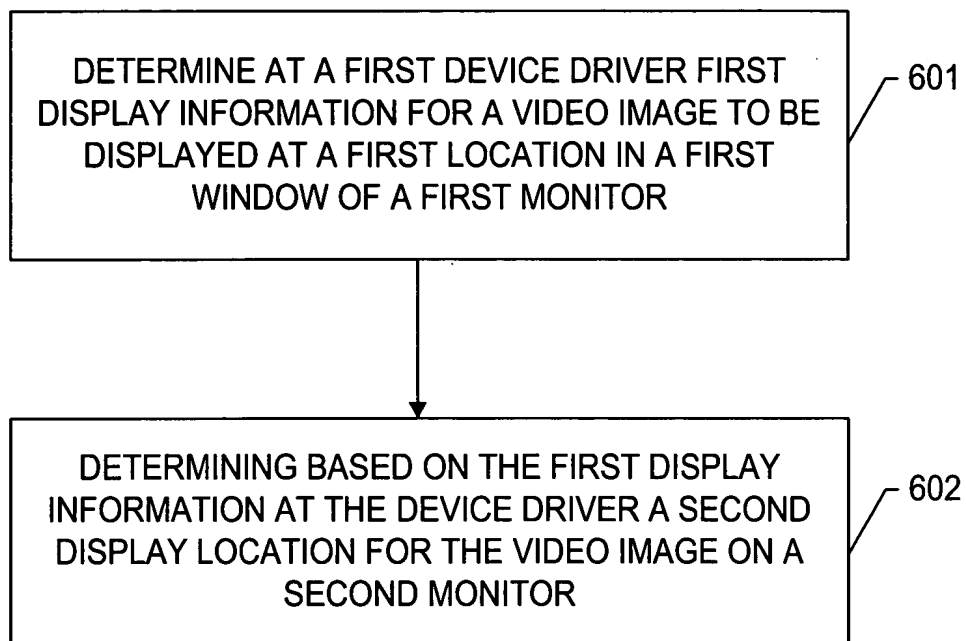 DETERMINE AT A FIRST DEVICE DRIVER FIRST
DISPLAY INFORMATION FOR A VIDEO IMAGE TO BE
DISPLAYED AT A FIRST LOCATION IN A FIRST
WINDOW OF A FIRST MONITOR
601
DETERMINING BASED ON THE FIRST DISPLAY
INFORMATION AT THE DEVICE DRIVER A SECOND
DISPLAY LOCATION FOR THE VIDEO IMAGE ON A
SECOND MONITOR
602